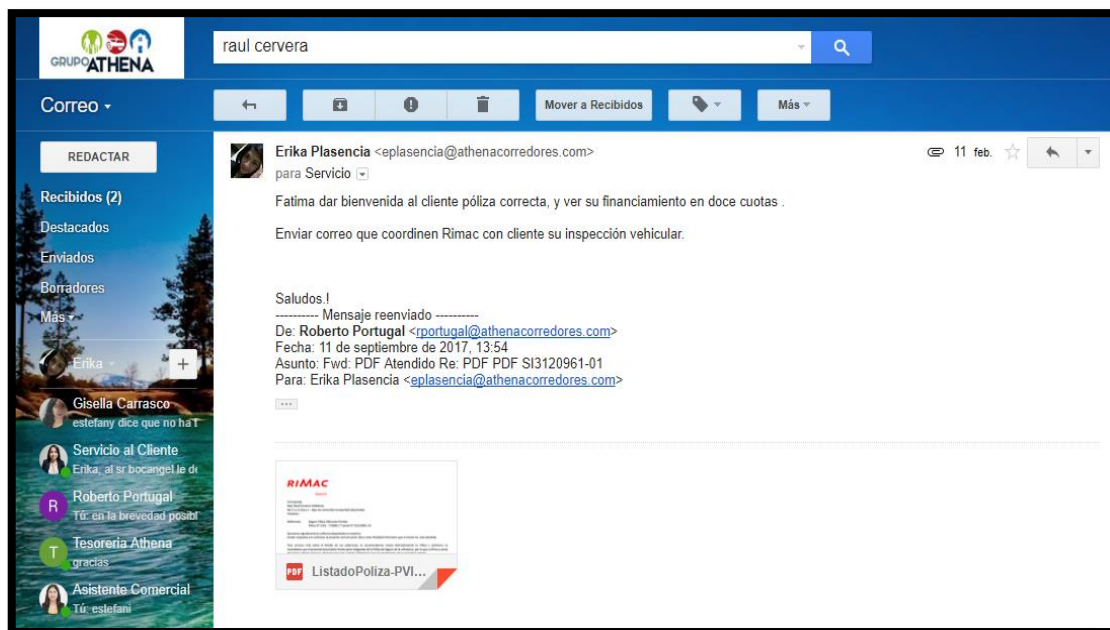 GRUPO ATHENA
raul cervera
Correo
Mover a Recibidos
Más
REDACTAR
Erika Plasencia <eplasencia@athenacorredores.com>
11 feb.
para Servicio
Recibidos (2)
Fatima dar bienvenida al cliente póliza correcta, y ver su financiamiento en doce cuotas .
Destacados
Enviar correo que coordinen Rimac con cliente su inspección vehicular.
Enviados
Borradores
Más
Saludos.!
---------- Mensaje reenviado ----------
De: Roberto Portugal <rportugal@athenacorredores.com>
Fecha: 11 de septiembre de 2017, 13:54
Asunto: Fwd: PDF Atendido Re: PDF PDF SI3120961-01
Para: Erika Plasencia <eplasencia@athenacorredores.com>
Erika
Gisella Carrasco
estefany dice que no ha
Servicio al Cliente
Erika, al sr bocangel le de
R
Roberto Portugal
Tú: en la brevedad posibl
T
Tesoreria Athena
gracias
Asistente Comercial
Tú: estefani
RIMAC
PDF
ListadoPoliza-PVI...